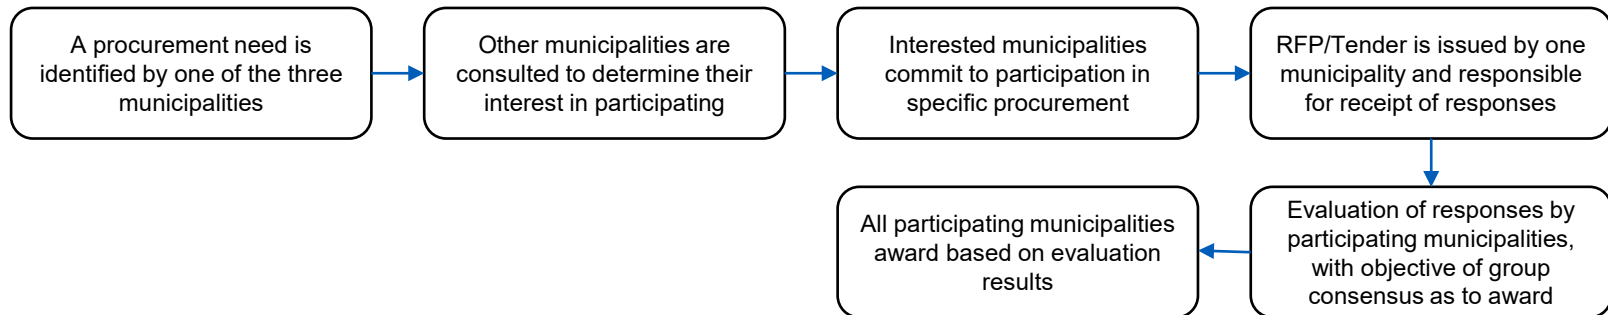 A procurement need is
identified by one of the three
municipalities
Other municipalities are
consulted to determine their
interest in participating
Interested municipalities
commit to participation in
specific procurement
RFP/Tender is issued by one
municipality and responsible
for receipt of responses
Evaluation of responses by
participating municipalities,
with objective of group
consensus as to award
All participating municipalities
award based on evaluation
results